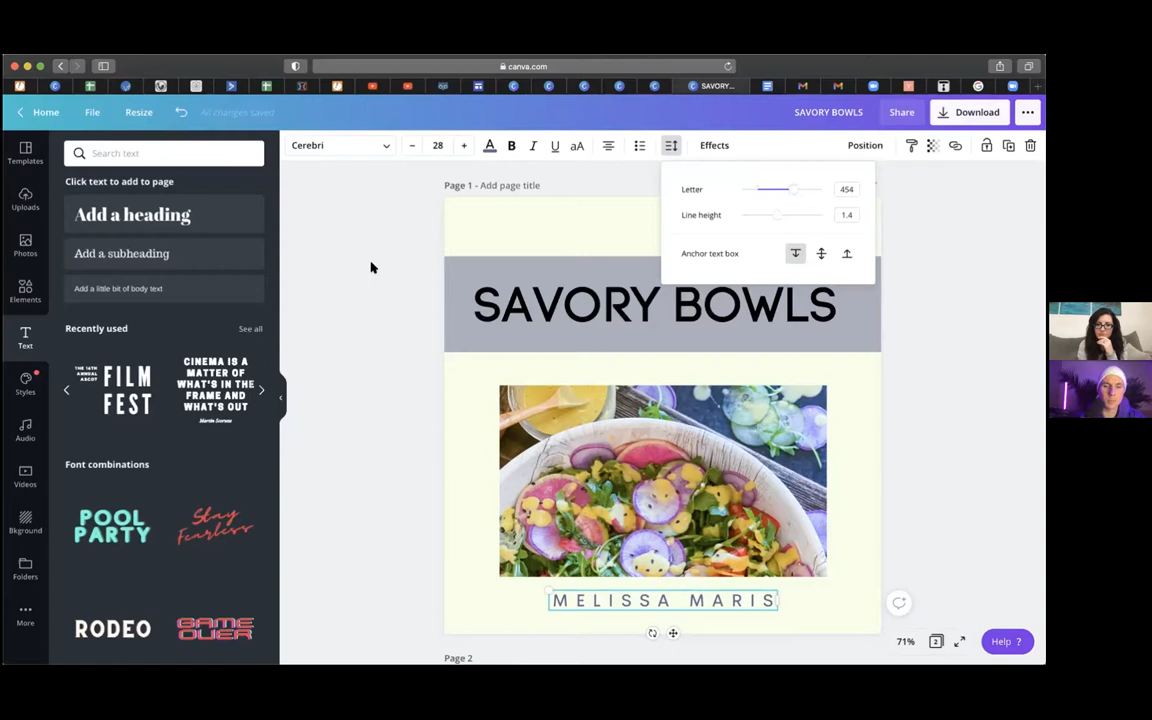 canva.com
SAVORY...
Home
File
Resize
All changes saved
SAVORY BOWLS
Share
Download
Templates
Uploads
Photos
Elements
Text
Styles
Audio
Videos
Bkground
Folders
More
Search text
Click text to add to page
Add a heading
Add a subheading
Add a little bit of body text
Recently used
See all
THE 16TH
ANNUAL
ASCOT
FILM
FEST
CINEMA IS A
MATTER OF
WHAT'S IN THE
FRAME AND
WHAT'S OUT
Font combinations
POOL
PARTY
Stay
Fearless
RODEO
GAME
OVER
Cerebri
28
A
B
I
U
aA
Effects
Position
Page 1 - Add page title
Letter
454
Line height
1.4
Anchor text box
SAVORY BOWLS
MELISSA MARIS
Page 2
71%
2
Help ?